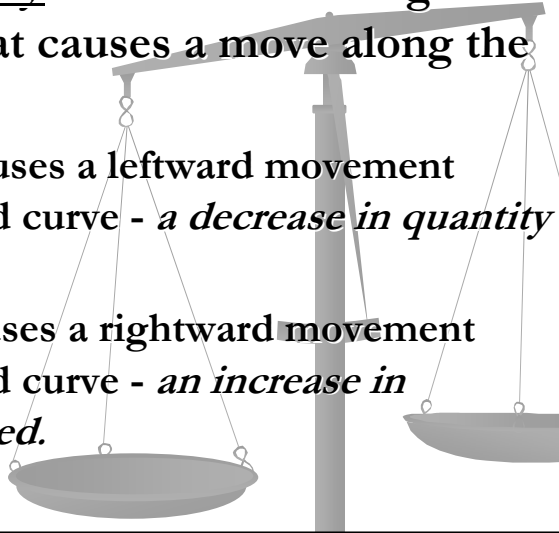 at causes a move along the
uses a leftward movement
d curve - a decrease in quantity
ses a rightward movement
d curve - an increase in
ed.